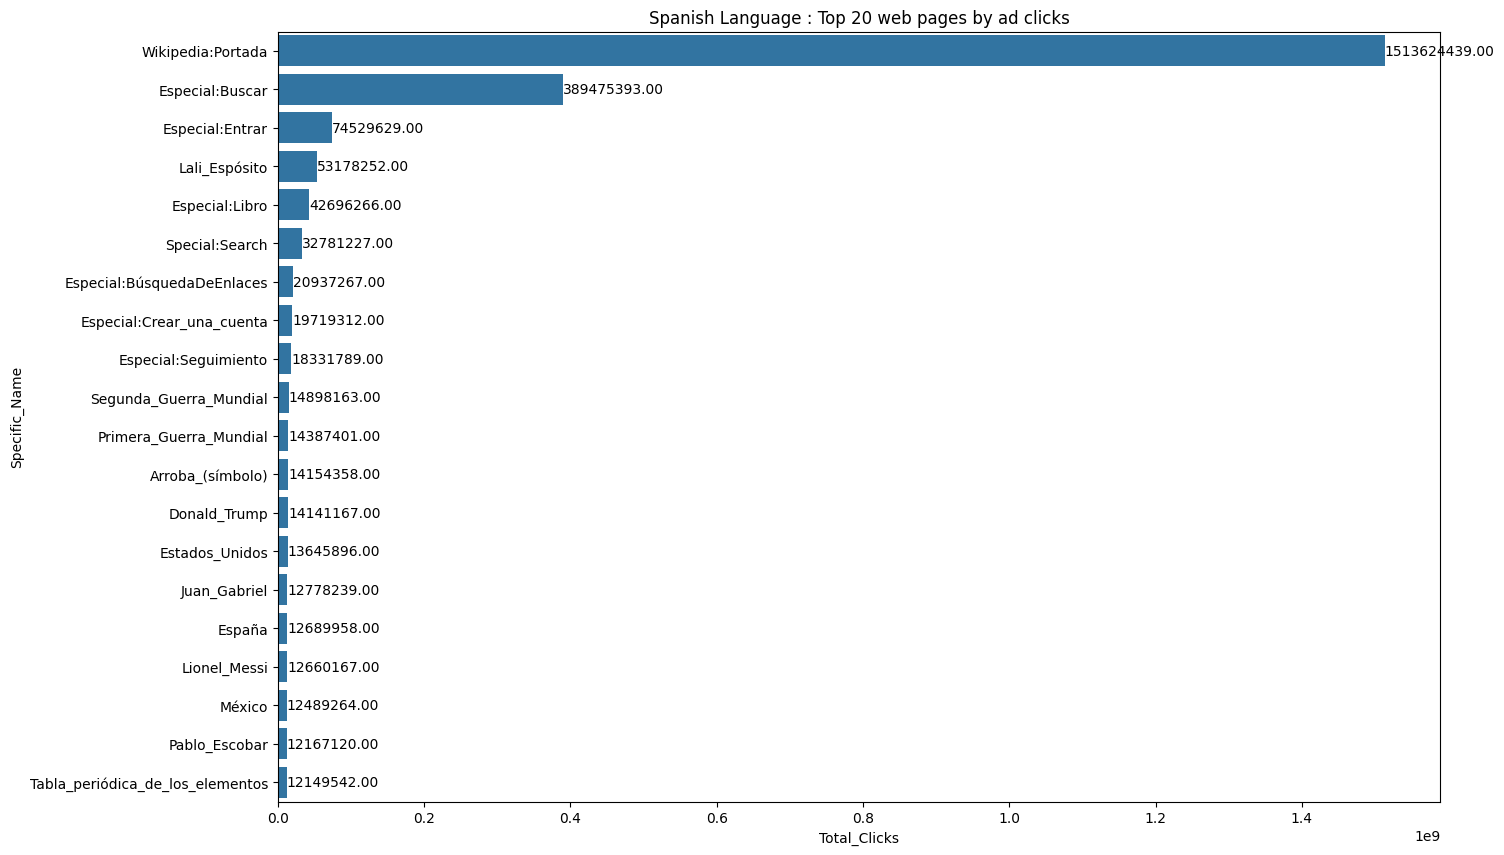 Spanish Language : Top 20 web pages by ad clicks
Wikipedia:Portada 1513624439.00
Especial:Buscar 389475393.00
Especial:Entrar 74529629.00
Lali_Espósito 53178252.00
Especial:Libro 42696266.00
Special:Search 32781227.00
Especial:BúsquedaDeEnlaces 20937267.00
Especial:Crear_una_cuenta 19719312.00
Especial:Seguimiento 18331789.00
Segunda_Guerra_Mundial 14898163.00
Primera_Guerra_Mundial 14387401.00
Arroba_(símbolo) 14154358.00
Donald_Trump 14141167.00
Estados_Unidos 13645896.00
Juan_Gabriel 12778239.00
España 12689958.00
Lionel_Messi 12660167.00
México 12489264.00
Pablo_Escobar 12167120.00
Tabla_periódica_de_los_elementos 12149542.00
Specific_Name
0.0 0.2 0.4 0.6 0.8 1.0 1.2 1.4
1e9
Total_Clicks